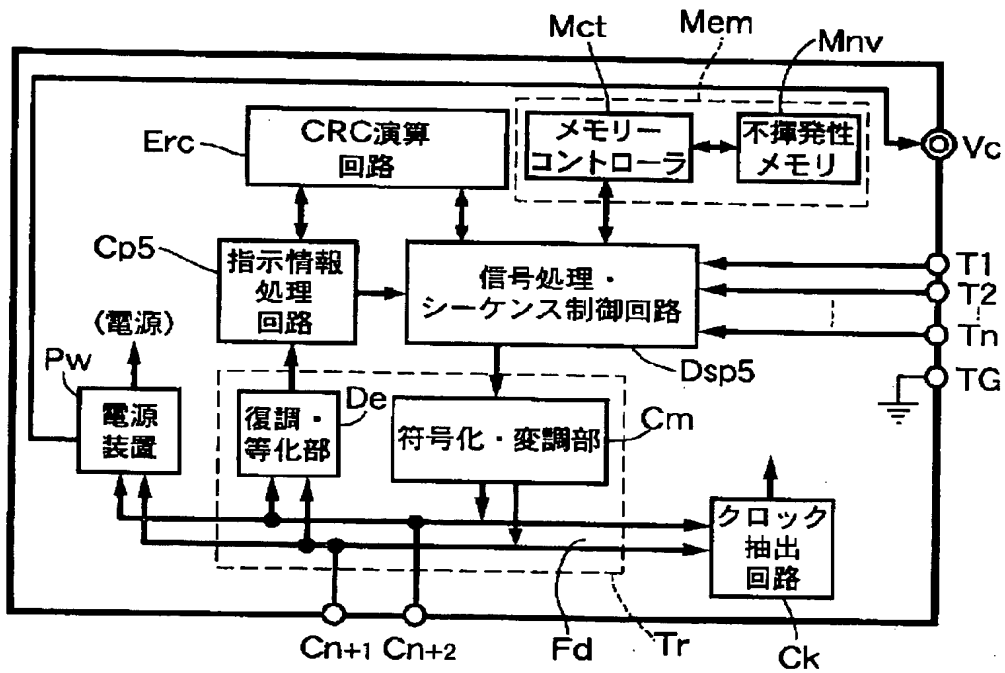 Mct
Mem
Mnv
Erc
CRC演算
回路
メモリー
コントローラ
不揮発性
メモリ
Vc
Cp5
指示情報
処理
回路
信号処理・
シーケンス制御回路
T1
T2
Tn
(電源)
Dsp5
TG
Pw
電源
装置
De
復調・
等化部
符号化・変調部
Cm
クロック
抽出
回路
Cn+1
Cn+2
Fd
Tr
Ck